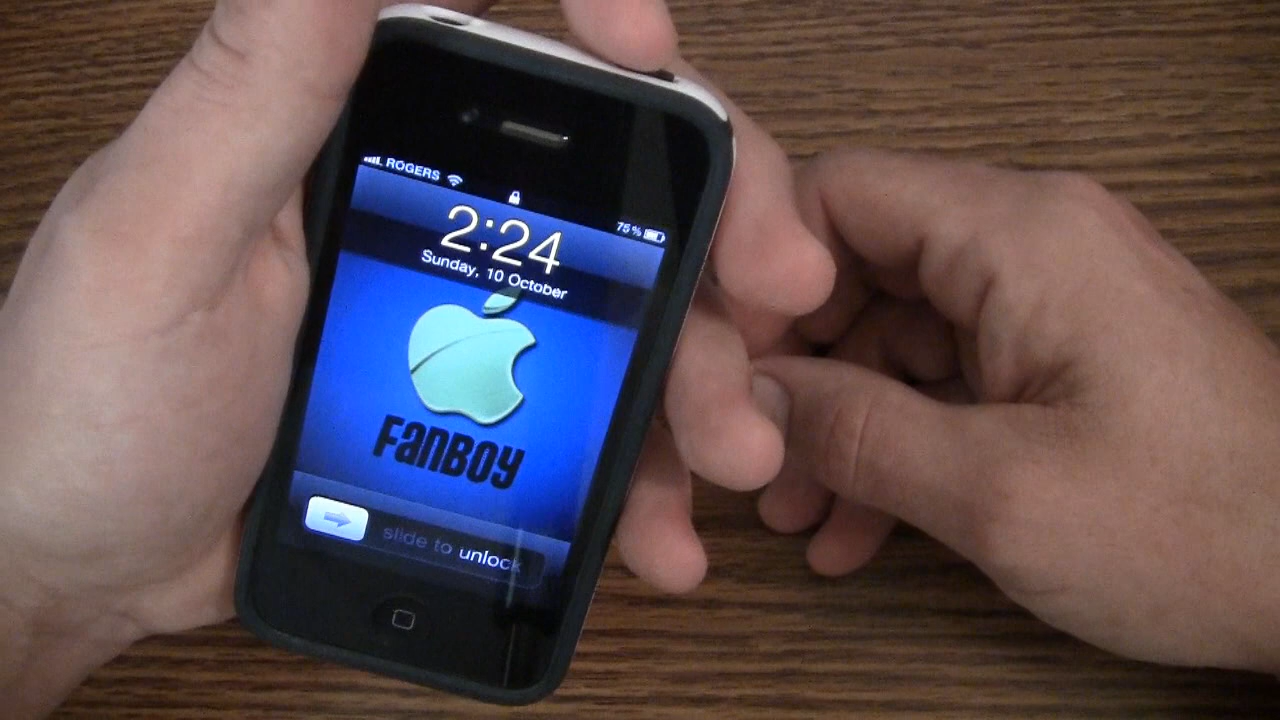 ROGERS
75%
2:24
Sunday, 10 October
FANBOY
slide to unlock